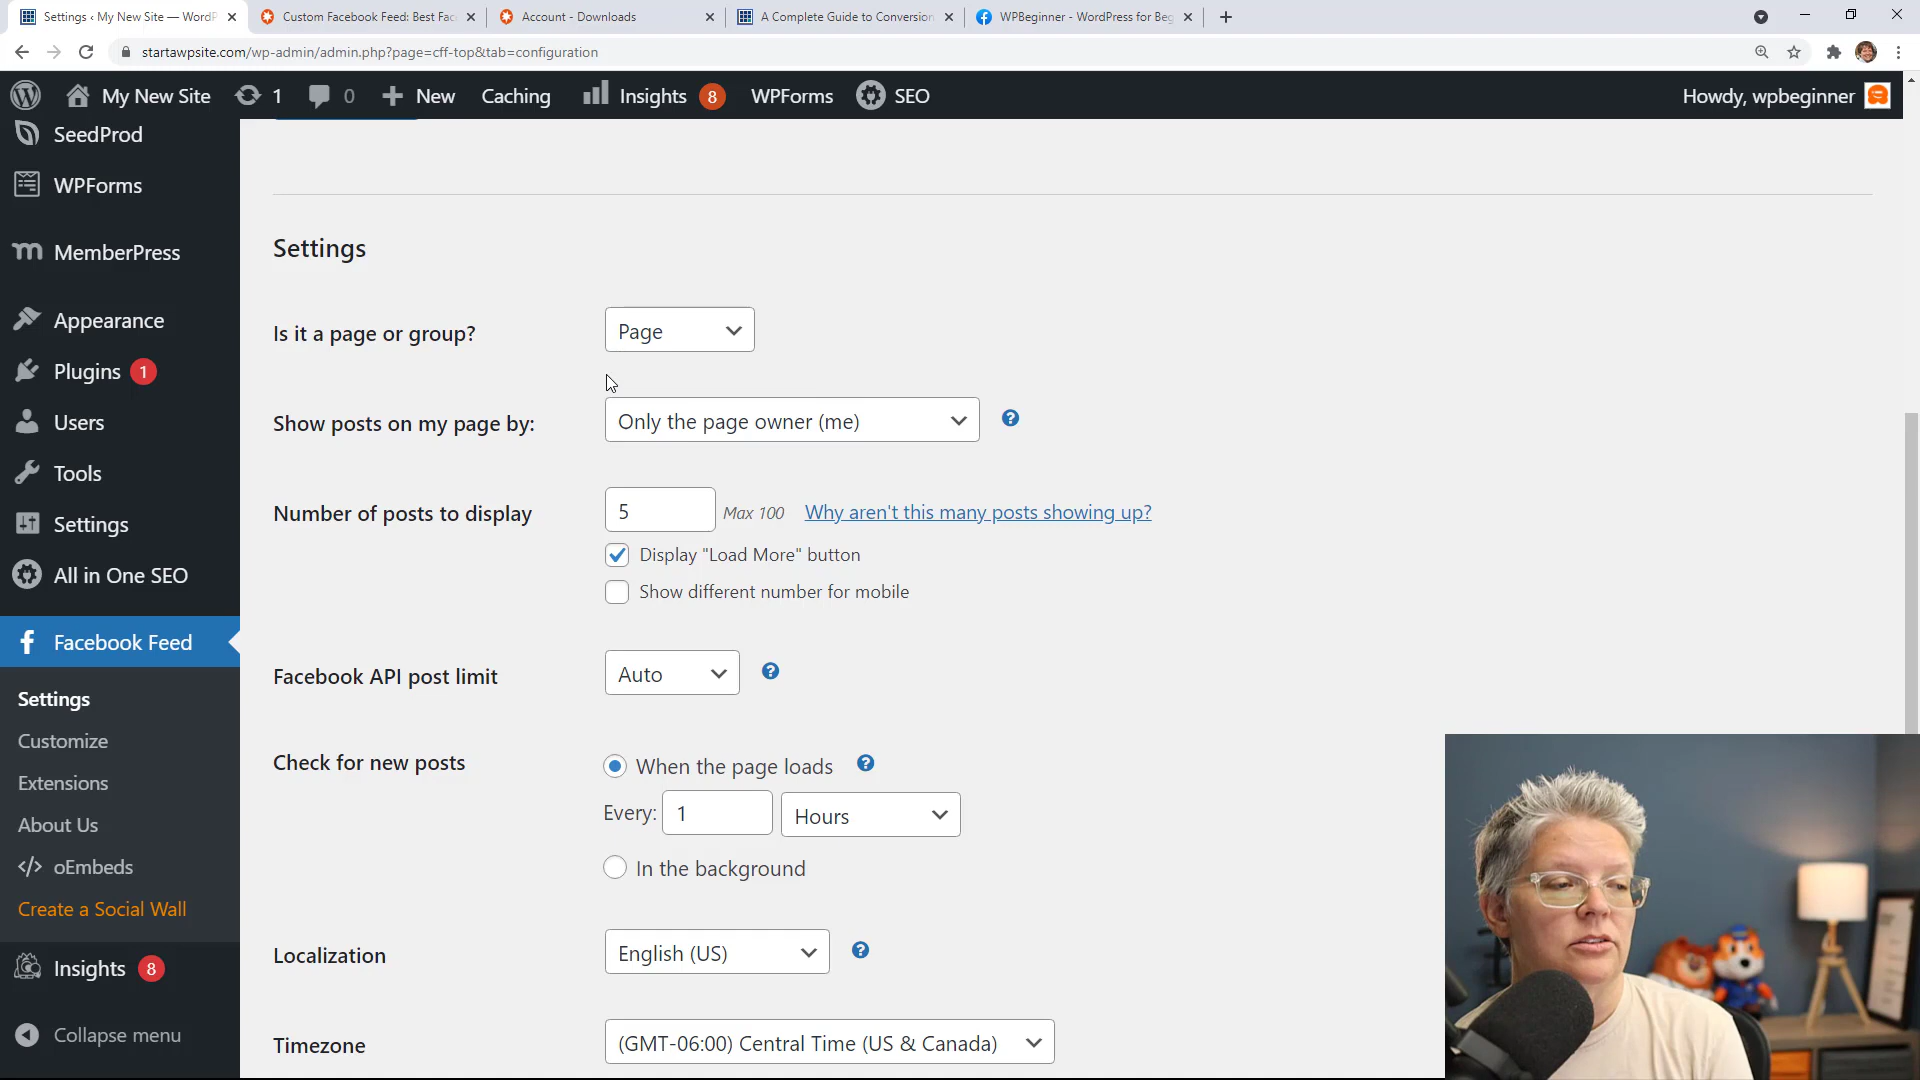 Settings ‹ My New Site — WordP
Custom Facebook Feed: Best Fac
Account - Downloads
A Complete Guide to Conversion
WPBeginner - WordPress for Beg
startawpsite.com/wp-admin/admin.php?page=cff-top&tab=configuration
My New Site 1 0 New Caching Insights 8 WPForms SEO Howdy, wpbeginner
SeedProd
WPForms
MemberPress
Appearance
Plugins 1
Users
Tools
Settings
All in One SEO
Facebook Feed
Settings
Customize
Extensions
About Us
</> oEmbeds
Create a Social Wall
Insights 8
Collapse menu
Settings
Is it a page or group? Page
Show posts on my page by: Only the page owner (me) ?
Number of posts to display 5 Max 100 Why aren't this many posts showing up?
Display "Load More" button
Show different number for mobile
Facebook API post limit Auto ?
Check for new posts When the page loads ?
Every: 1 Hours
In the background
Localization English (US) ?
Timezone (GMT-06:00) Central Time (US & Canada)